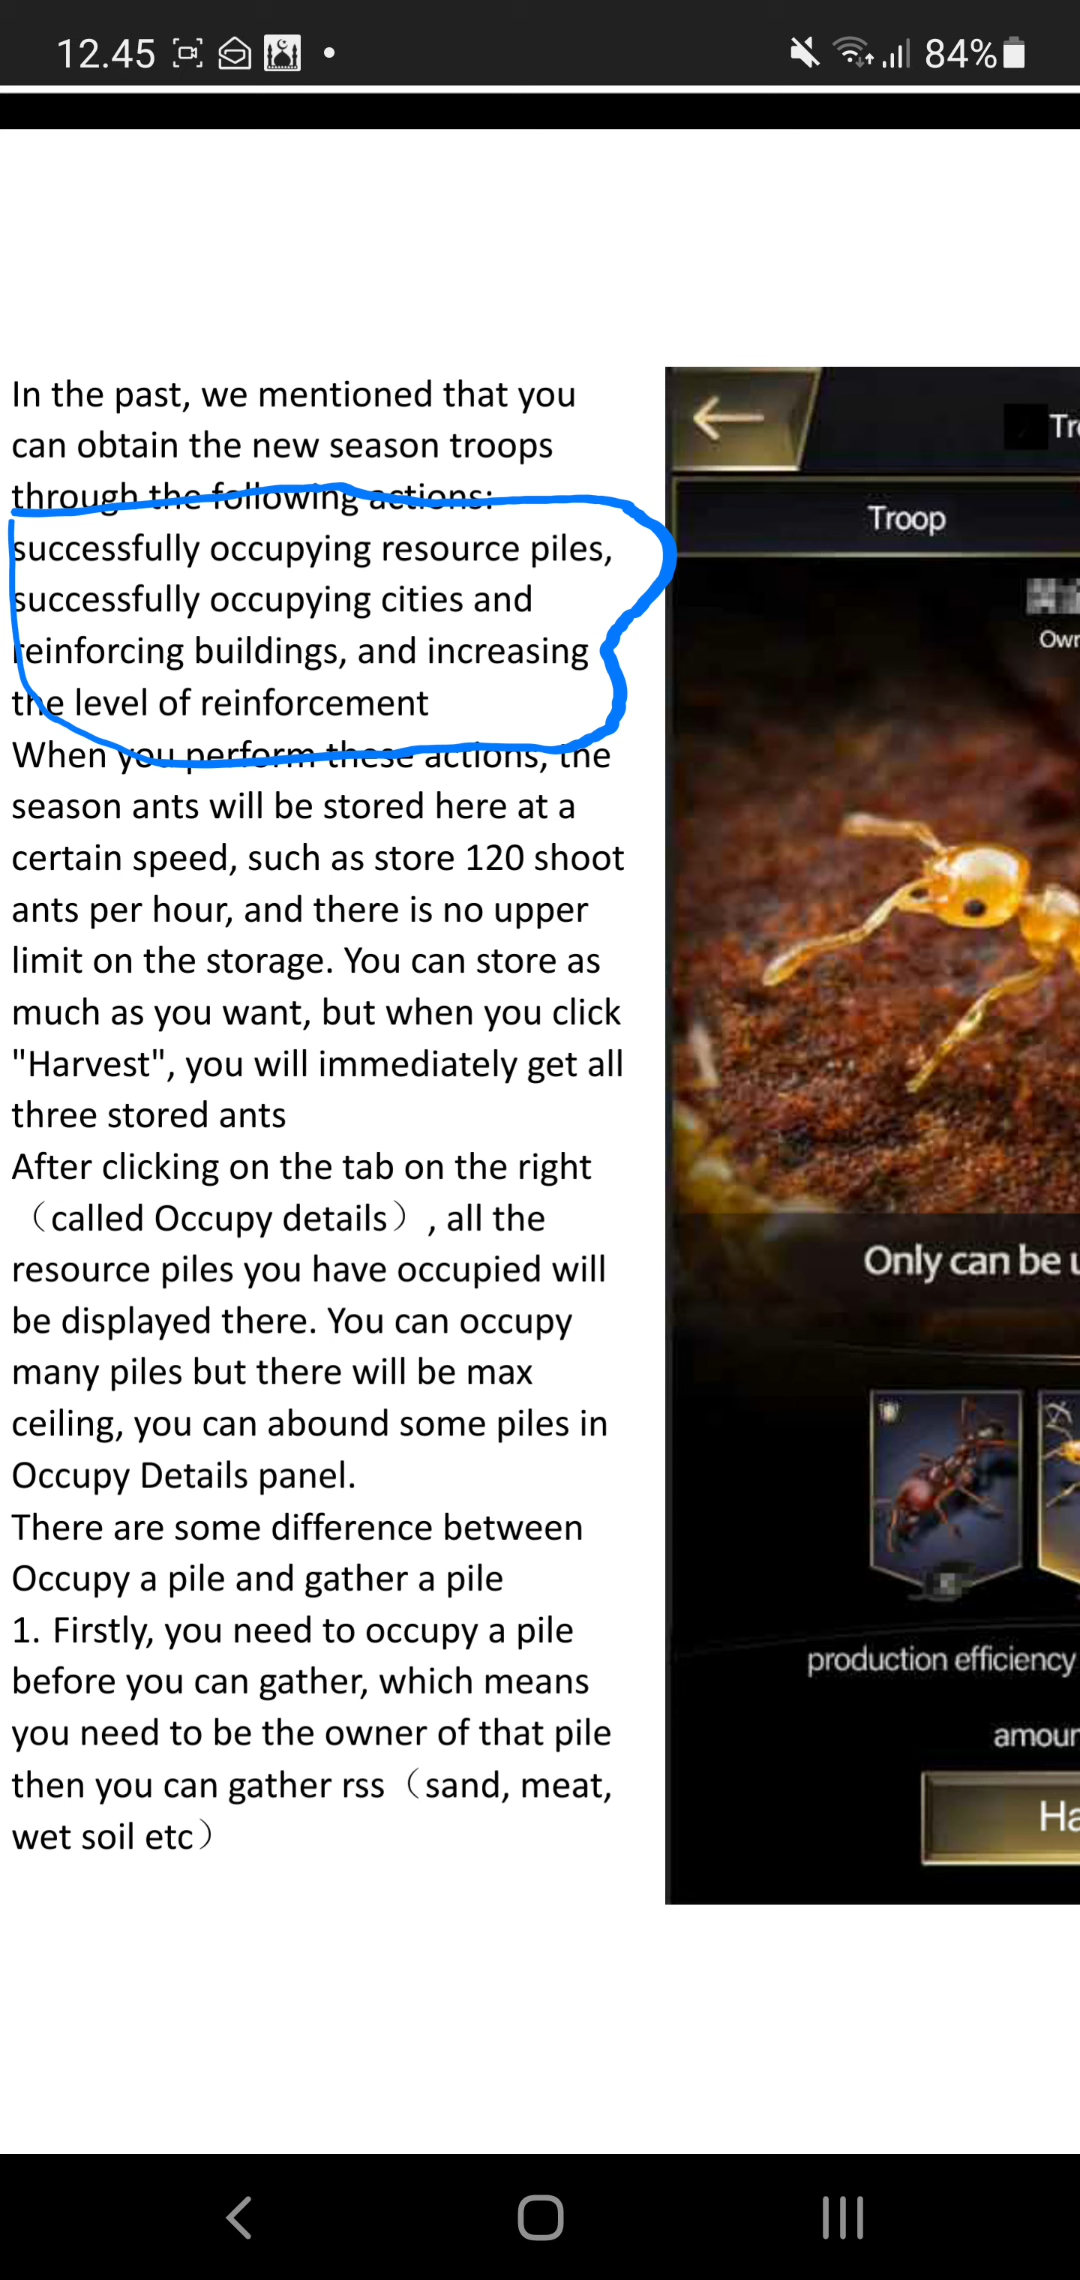 12.45
84%
In the past, we mentioned that you
can obtain the new season troops
through the following actions:
successfully occupying resource piles,
successfully occupying cities and
reinforcing buildings, and increasing
the level of reinforcement
When you perform these actions, the
season ants will be stored here at a
certain speed, such as store 120 shoot
ants per hour, and there is no upper
limit on the storage. You can store as
much as you want, but when you click
"Harvest", you will immediately get all
three stored ants
After clicking on the tab on the right
（called Occupy details）, all the
resource piles you have occupied will
be displayed there. You can occupy
many piles but there will be max
ceiling, you can abound some piles in
Occupy Details panel.
There are some difference between
Occupy a pile and gather a pile
1. Firstly, you need to occupy a pile
before you can gather, which means
you need to be the owner of that pile
then you can gather rss（sand, meat,
wet soil etc）
Troop
Only can be
production efficiency